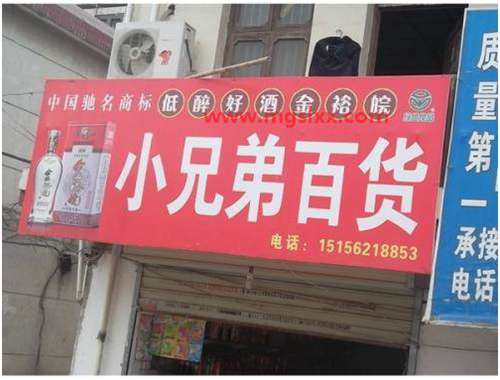 中国驰名商标 低醉好酒金裕皖
www.mgslxx.com
小兄弟百货
电话：15156218853
质量第一
承接
电话